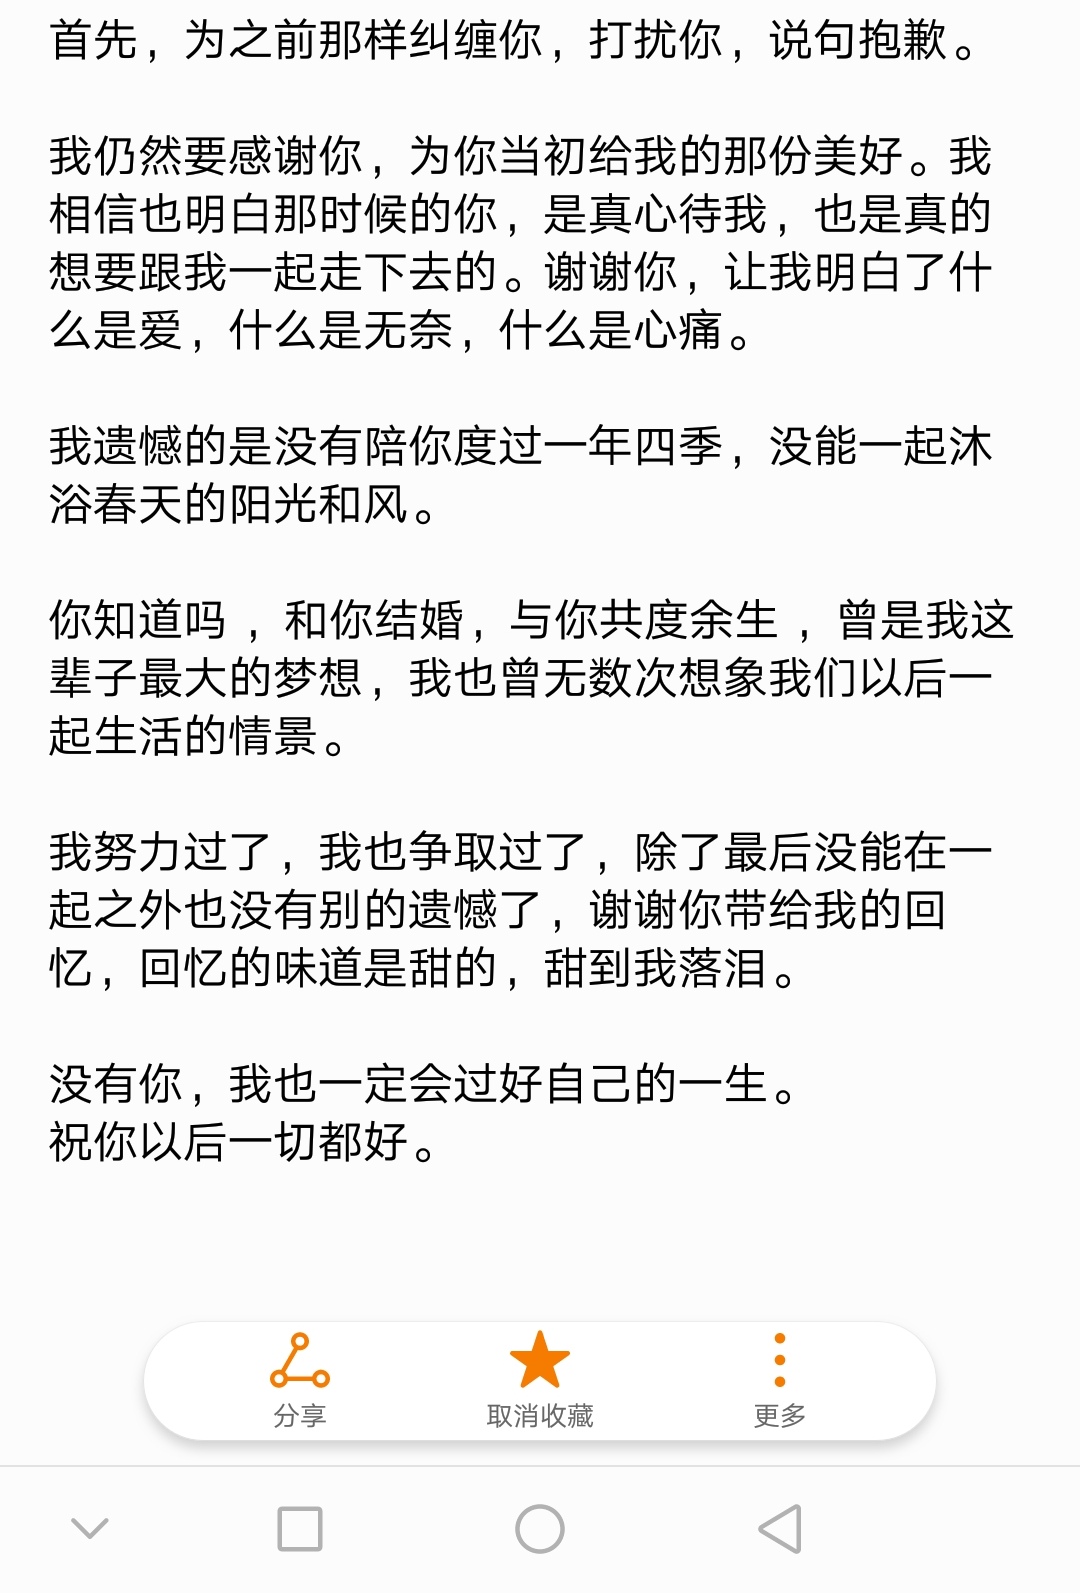 首先，为之前那样纠缠你，打扰你，说句抱歉。
我仍然要感谢你，为你当初给我的那份美好。我
相信也明白那时候的你，是真心待我，也是真的
想要跟我一起走下去的。谢谢你，让我明白了什
么是爱，什么是无奈，什么是心痛。
我遗憾的是没有陪你度过一年四季，没能一起沐
浴春天的阳光和风。
你知道吗，和你结婚，与你共度余生，曾是我这
辈子最大的梦想，我也曾无数次想象我们以后一
起生活的情景。
我努力过了，我也争取过了，除了最后没能在一
起之外也没有别的遗憾了，谢谢你带给我的回
忆，回忆的味道是甜的，甜到我落泪。
没有你，我也一定会过好自己的一生。
祝你以后一切都好。
分享 取消收藏 更多